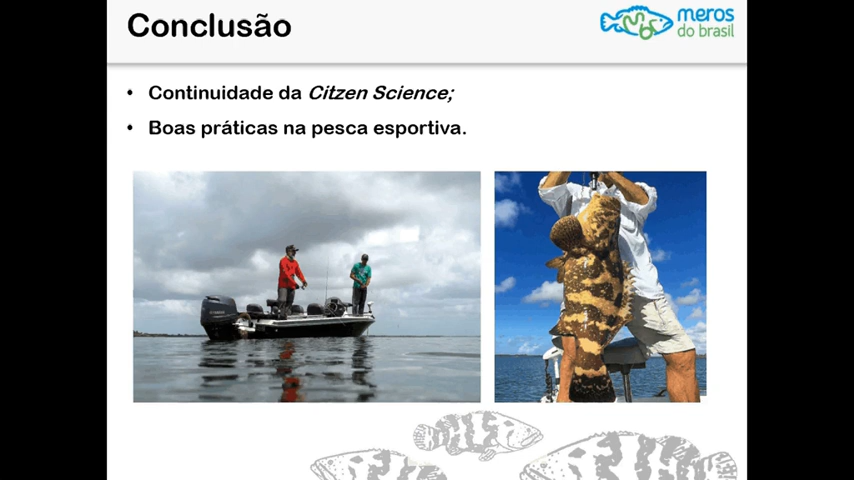 Conclusão
meros
do brasil
• Continuidade da Citzen Science;
• Boas práticas na pesca esportiva.